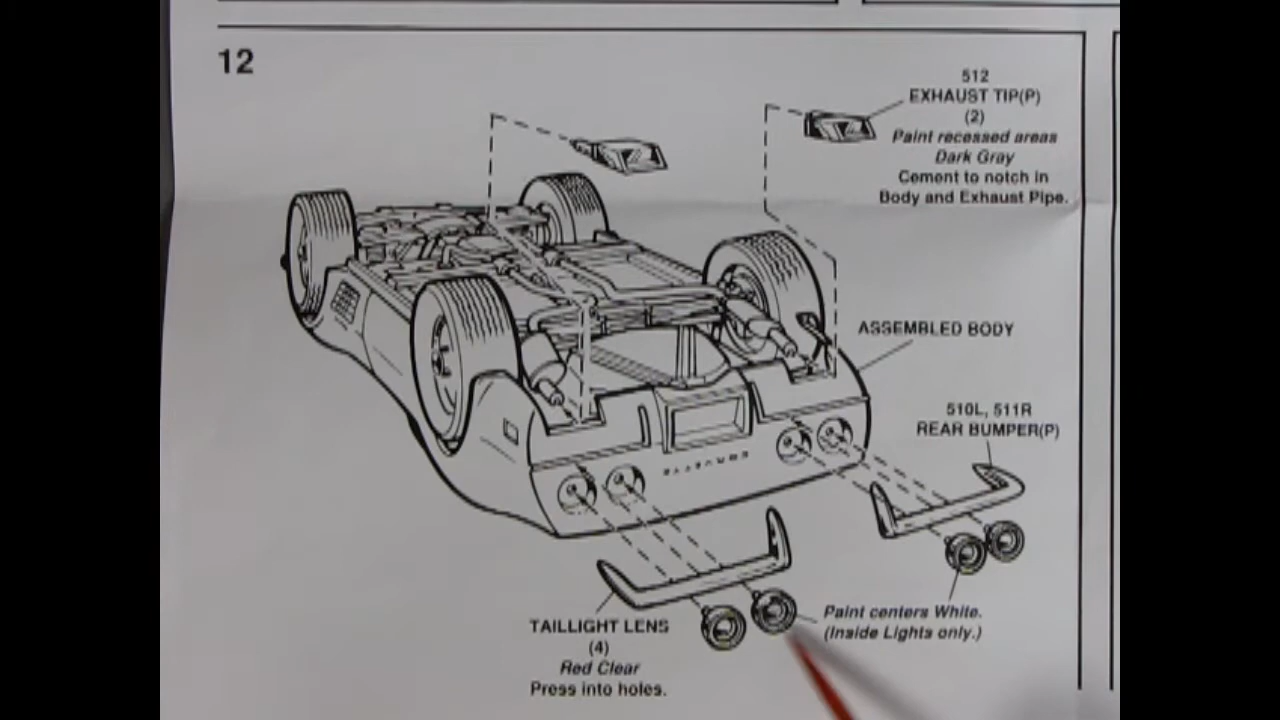 12
512
EXHAUST TIP(P)
(2)
Paint recessed areas
Dark Gray
Cement to notch in
Body and Exhaust Pipe.
ASSEMBLED BODY
510L, 511R
REAR BUMPER(P)
TAILLIGHT LENS
(4)
Red Clear
Press into holes.
Paint centers White.
(Inside Lights only.)